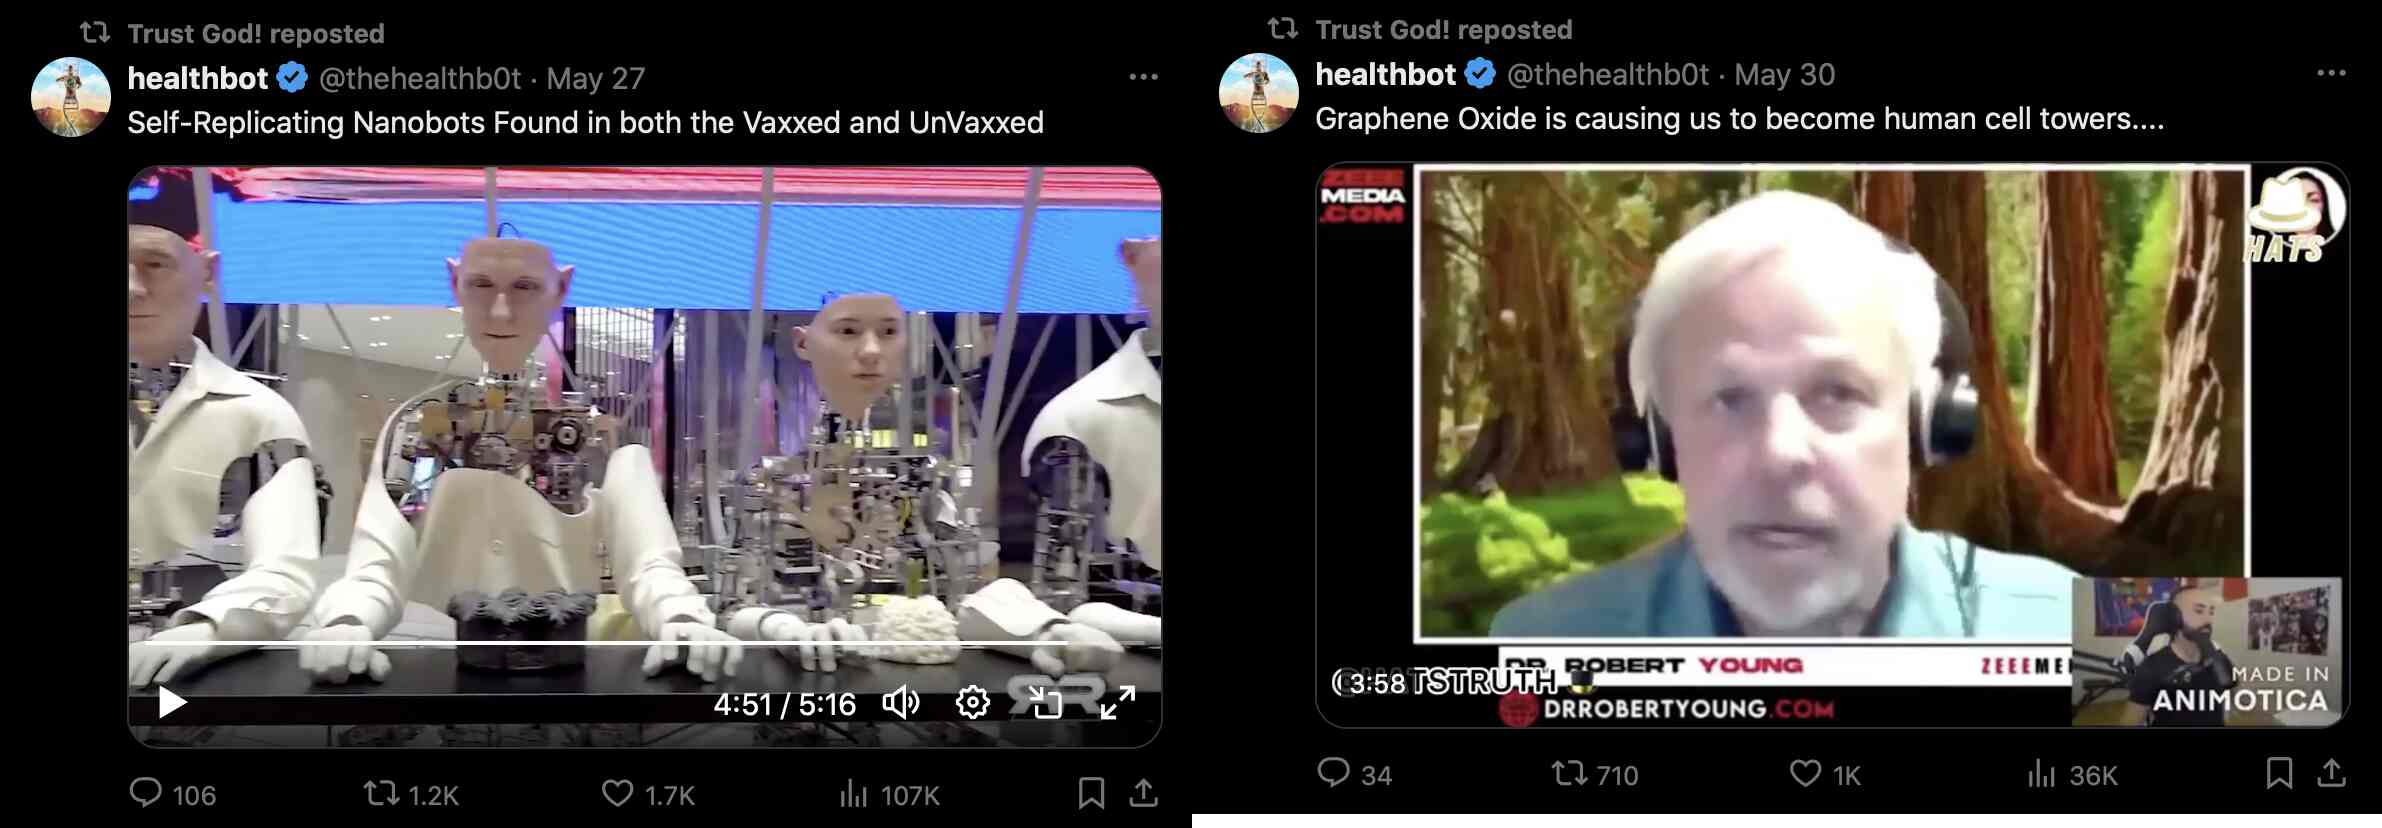 Trust God! reposted
healthbot @thehealthb0t · May 27
Self-Replicating Nanobots Found in both the Vaxxed and UnVaxxed
4:51 / 5:16
106
1.2K
1.7K
107K
Trust God! reposted
healthbot @thehealthb0t · May 30
Graphene Oxide is causing us to become human cell towers....
ZEEE
MEDIA
.COM
HATS
DR. ROBERT YOUNG
ZEEEME
3:58
TSTRUTH
DRROBERTYOUNG.COM
MADE IN
ANIMOTICA
34
710
1K
36K